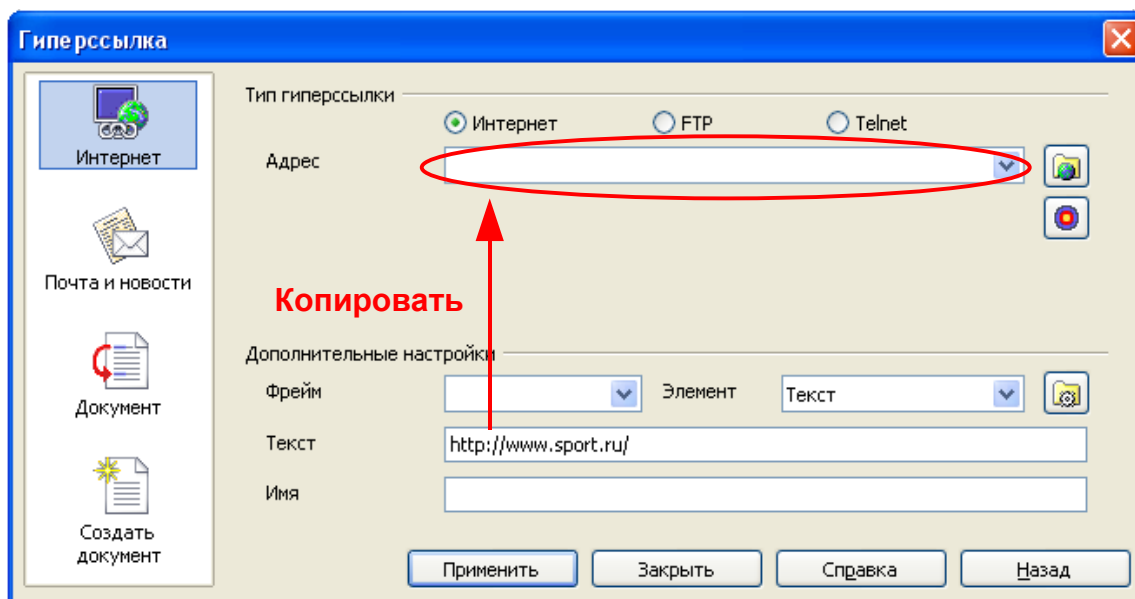 Гиперссылка
Интернет
Почта и новости
Документ
Создать
документ
Тип гиперссылки
Интернет
FTP
Telnet
Адрес
Копировать
Дополнительные настройки
Фрейм
Элемент
Текст
Текст
http://www.sport.ru/
Имя
Применить
Закрыть
Справка
Назад